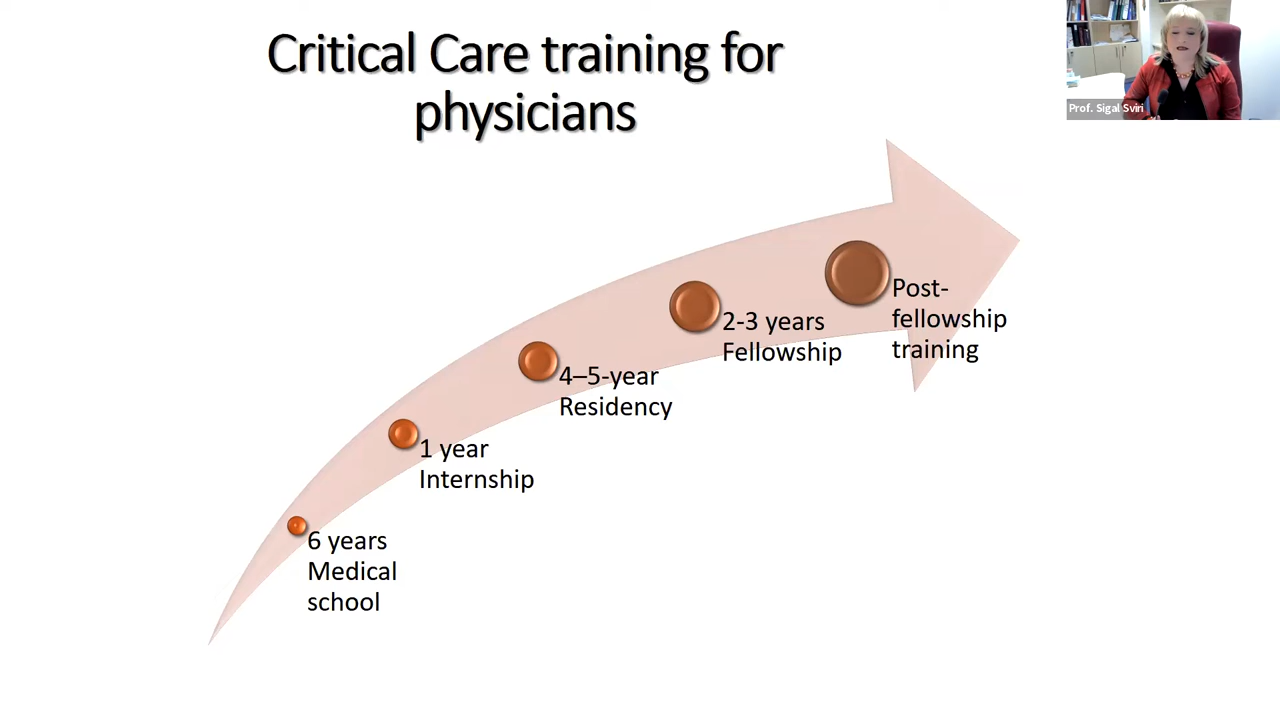 Critical Care training for
physicians
Prof. Sigal Sviri
Post-
fellowship
training
2-3 years
Fellowship
4–5-year
Residency
1 year
Internship
6 years
Medical
school